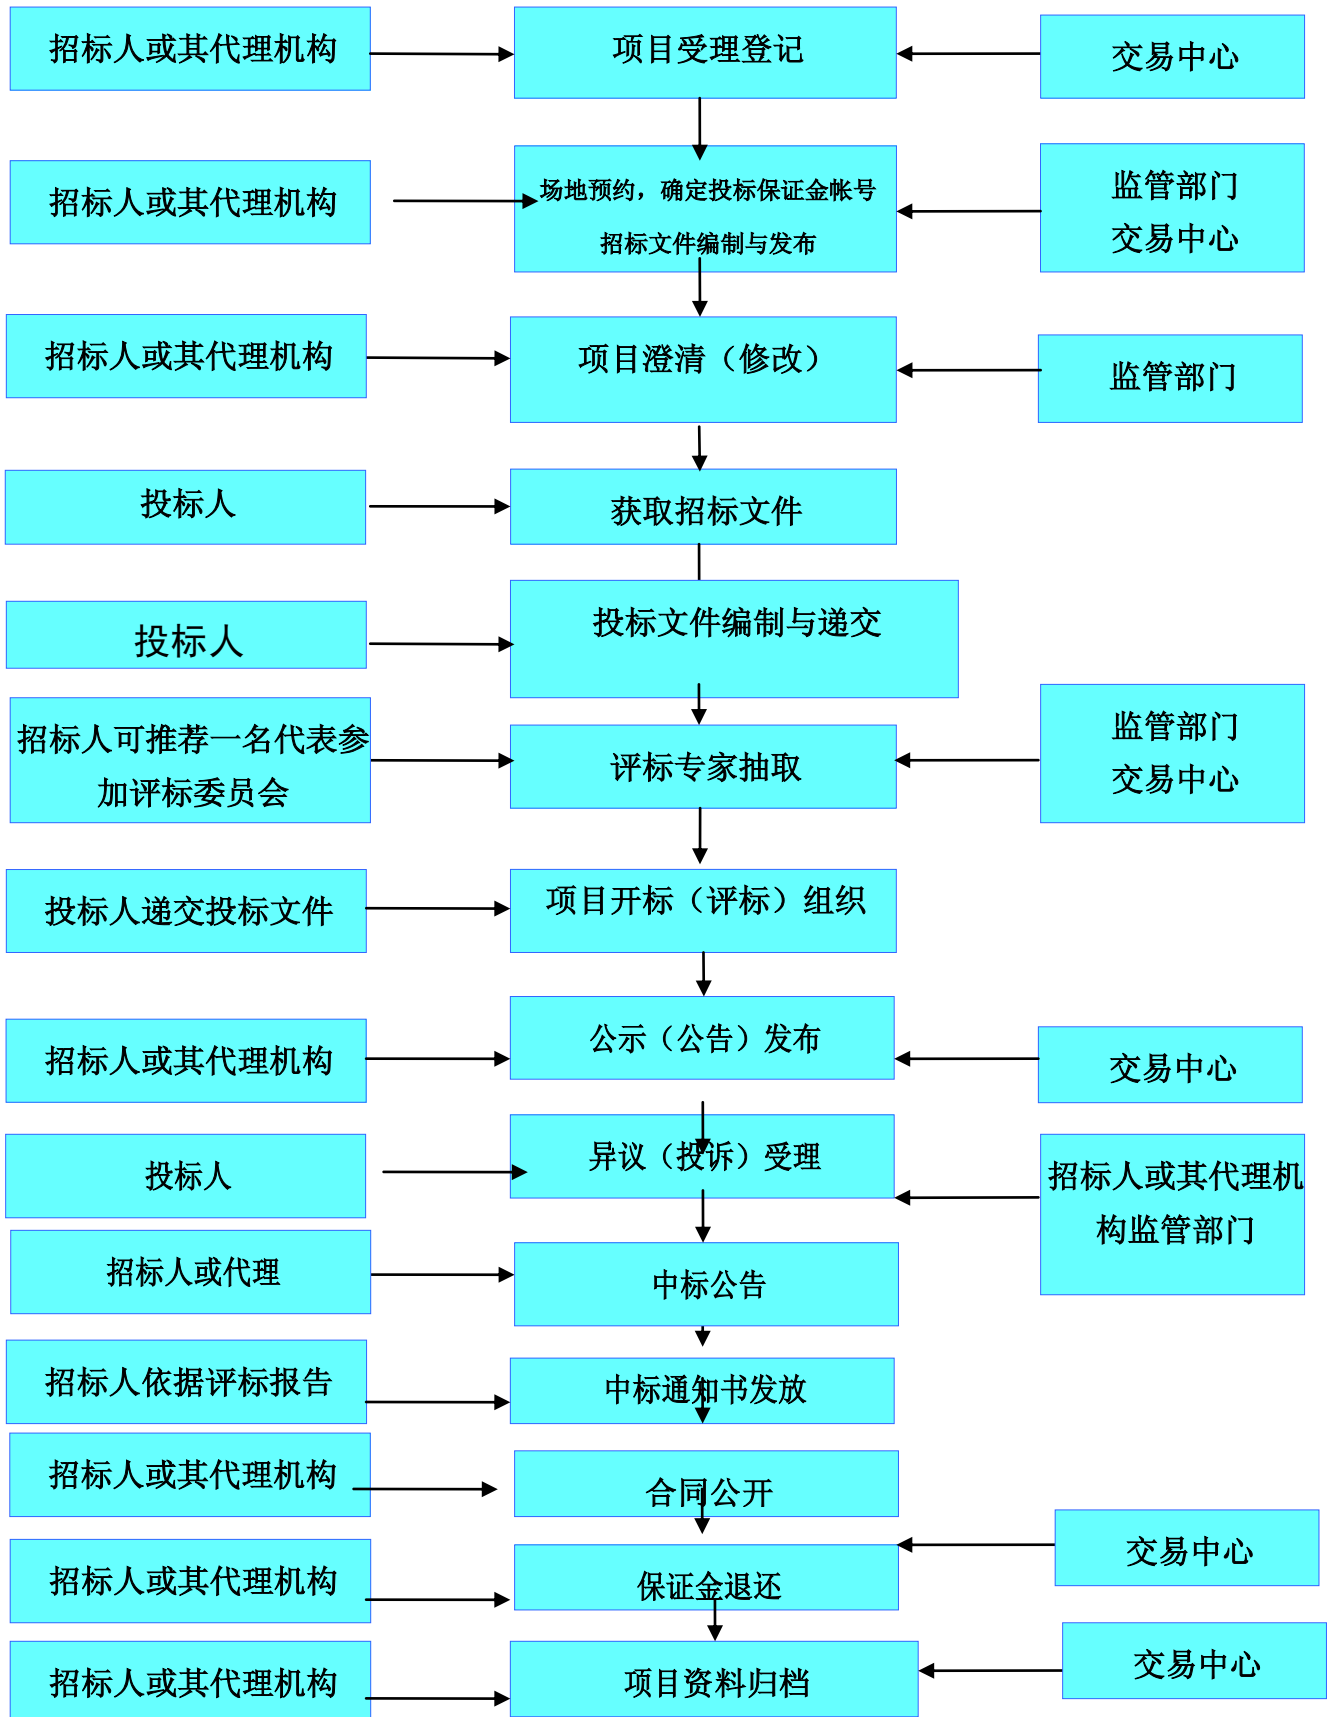 招标人或其代理机构
项目受理登记
交易中心
招标人或其代理机构
场地预约，确定投标保证金帐号
招标文件编制与发布
监管部门
交易中心
招标人或其代理机构
项目澄清（修改）
监管部门
投标人
获取招标文件
投标人
投标文件编制与递交
招标人可推荐一名代表参
加评标委员会
评标专家抽取
监管部门
交易中心
投标人递交投标文件
项目开标（评标）组织
招标人或其代理机构
公示（公告）发布
交易中心
投标人
异议（投诉）受理
招标人或其代理机
构监管部门
招标人或代理
中标公告
招标人依据评标报告
中标通知书发放
招标人或其代理机构
合同公开
招标人或其代理机构
保证金退还
交易中心
招标人或其代理机构
项目资料归档
交易中心